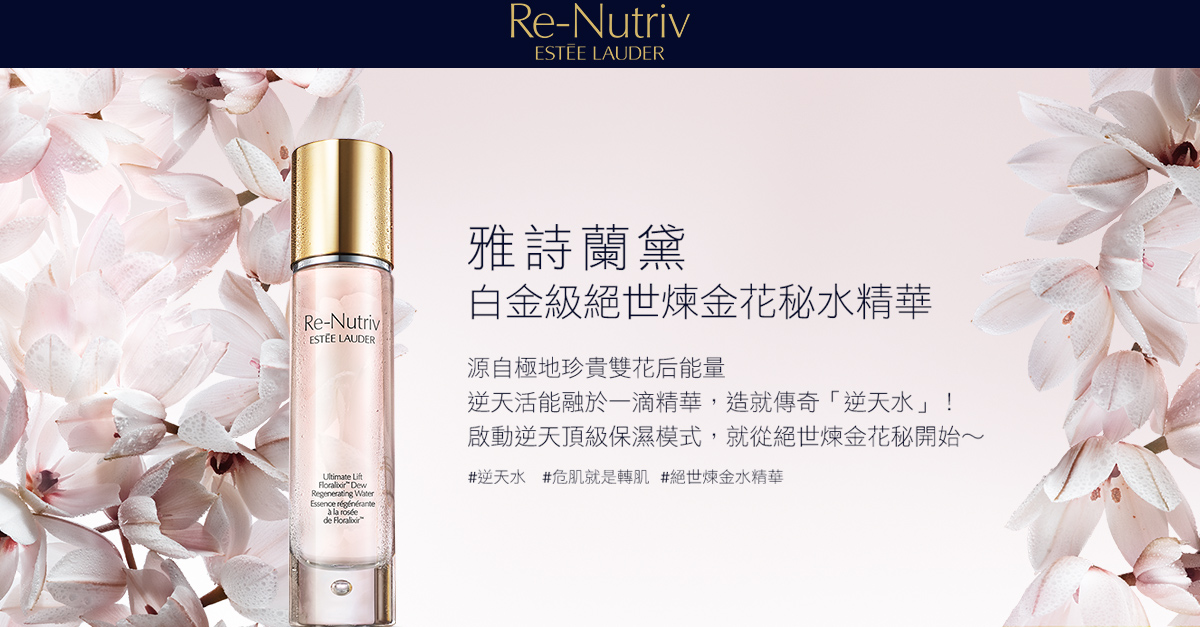 Re-Nutriv
ESTĒE LAUDER
Re-Nutriv
ESTĒE LAUDER
Ultimate Lift
Floralixir™ Dew
Regenerating Water
Essence régénérante
à la rosée
de Floralixir™
雅詩蘭黛
白金級絕世煉金花秘水精華
源自極地珍貴雙花后能量
逆天活能融於一滴精華，造就傳奇「逆天水」！
啟動逆天頂級保濕模式，就從絕世煉金花秘開始～
#逆天水 #危肌就是轉肌 #絕世煉金水精華